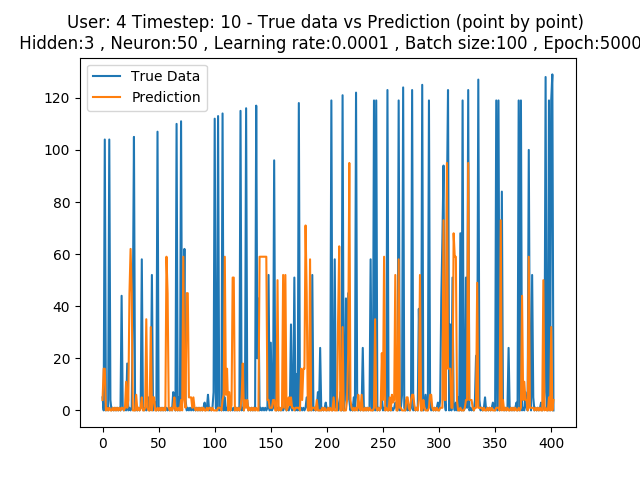 User: 4 Timestep: 10 - True data vs Prediction (point by point)
Hidden:3 , Neuron:50 , Learning rate:0.0001 , Batch size:100 , Epoch:5000
True Data
Prediction
120
100
80
60
40
20
0
0 50 100 150 200 250 300 350 400